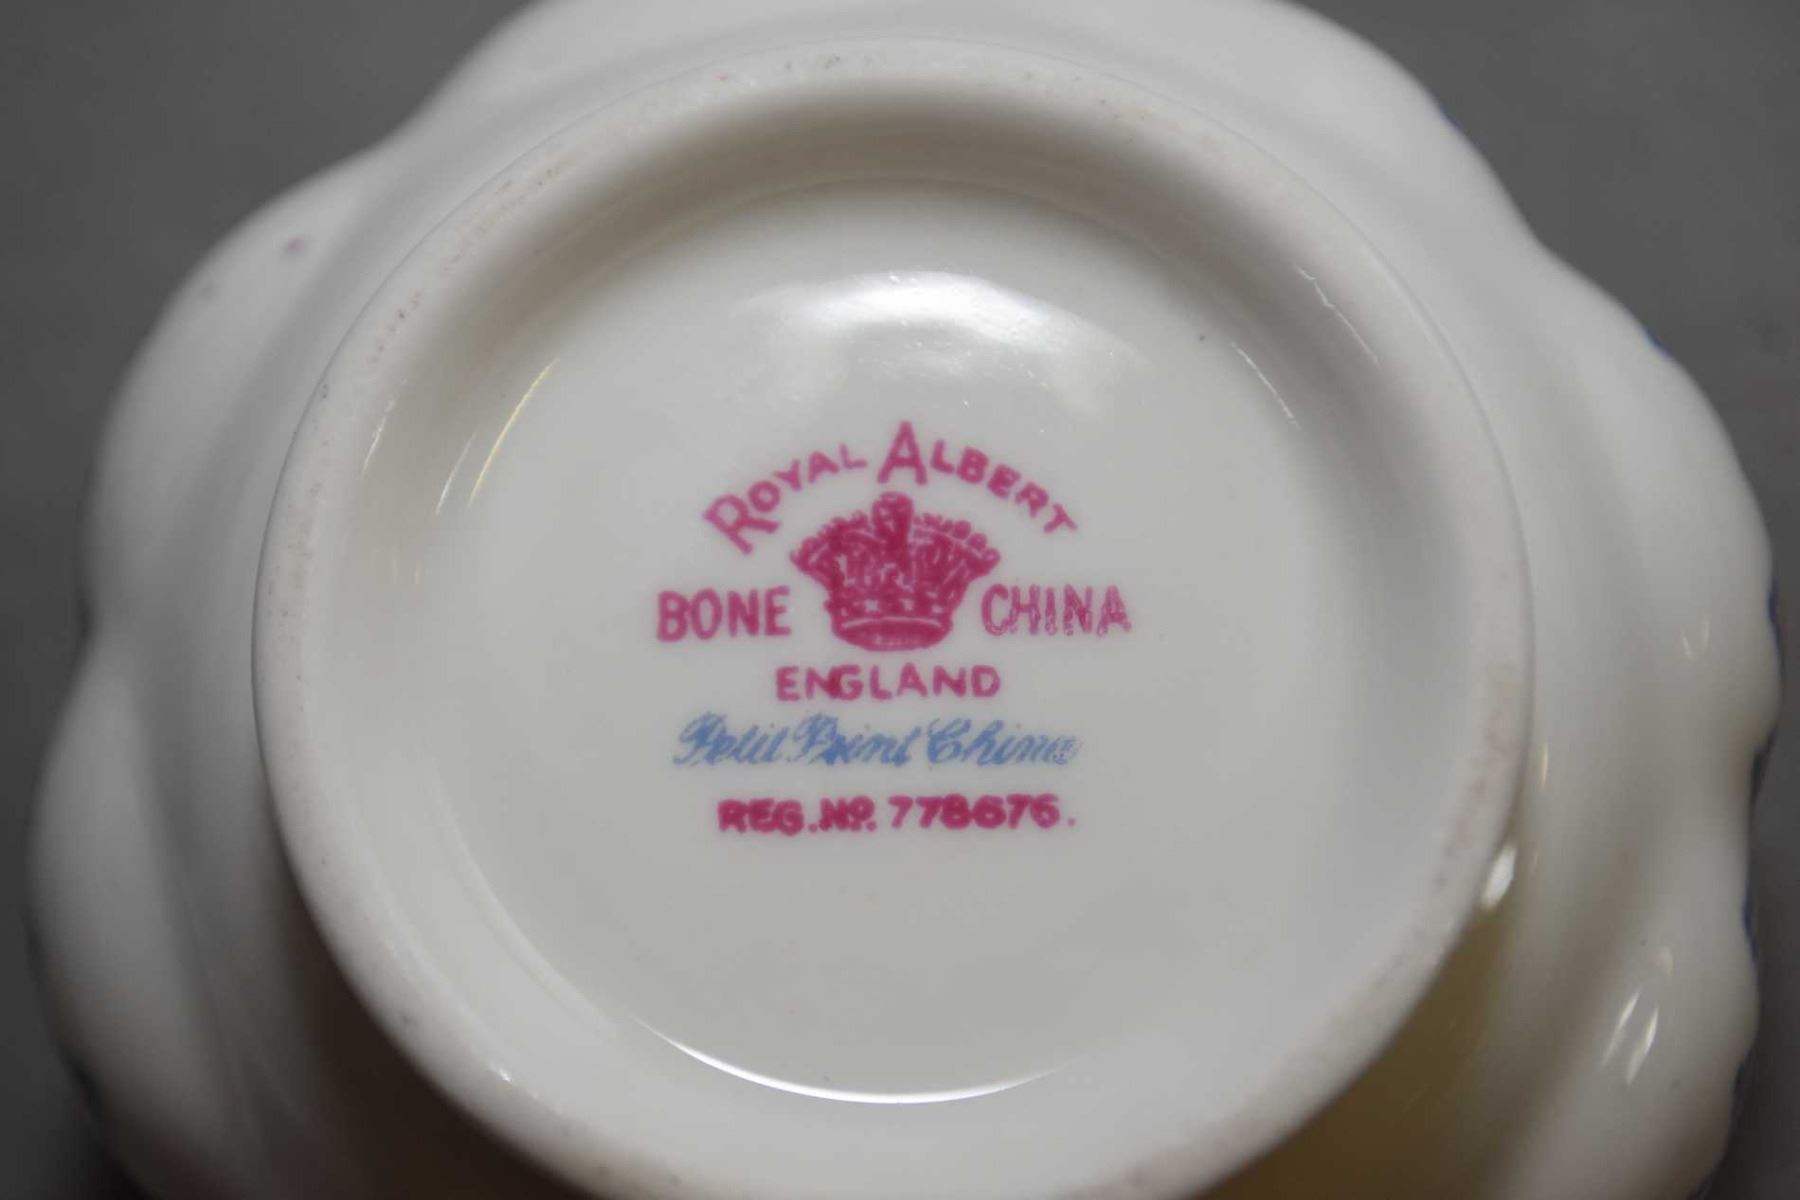 ROYAL ALBERT
BONE CHINA
ENGLAND
Petit Point China
REG. No. 778676.